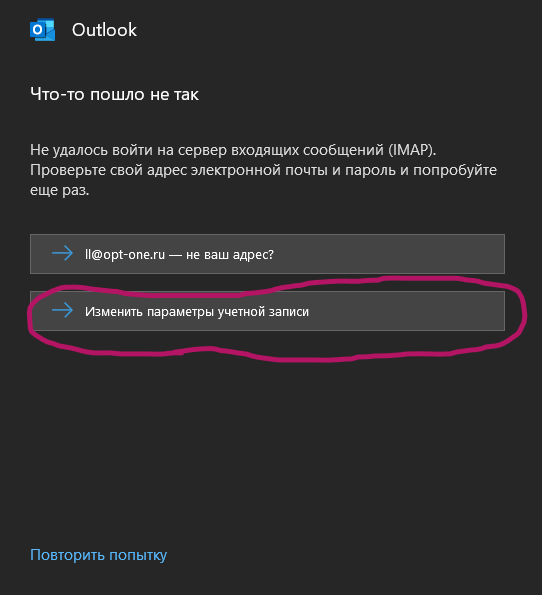 Outlook
Что-то пошло не так
Не удалось войти на сервер входящих сообщений (IMAP).
Проверьте свой адрес электронной почты и пароль и попробуйте
еще раз.
ll@opt-one.ru — не ваш адрес?
Изменить параметры учетной записи
Повторить попытку